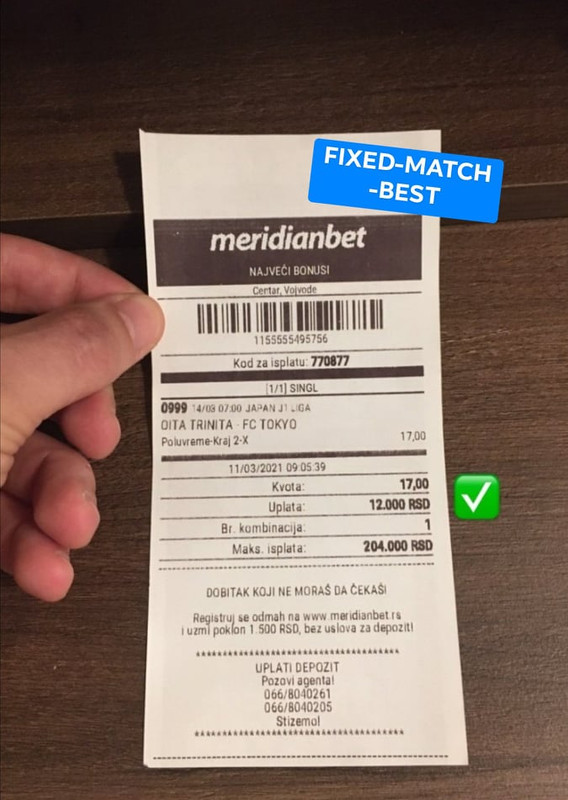 FIXED-MATCH
-BEST
meridianbet
NAJVEĆI BONUSI
Certar, Vojvode
1155555495756
Kod za isplatu: 770877
[1/1] SINGL
0999 14/03 07:00 JAPAN J1 LIGA
OITA TRINITA - FC TOKYO
Poluvreme-Kraj 2-X 17,00
11/03/2021 09:05:39
Kvota: 17,00
Uplata: 12.000 RSD
Br. kombinacija: 1
Maks. isplata: 204.000 RSD
DOBITAK KOJI NE MORAŠ DA ČEKAŠ!
Registruj se odmah na www.meridianbet.rs
i uzmi poklon 1.500 RSD, bez uslova za depozit!
UPLATI DEPOZIT
Pozovi agenta!
066/8040261
066/8040205
Stižemo!